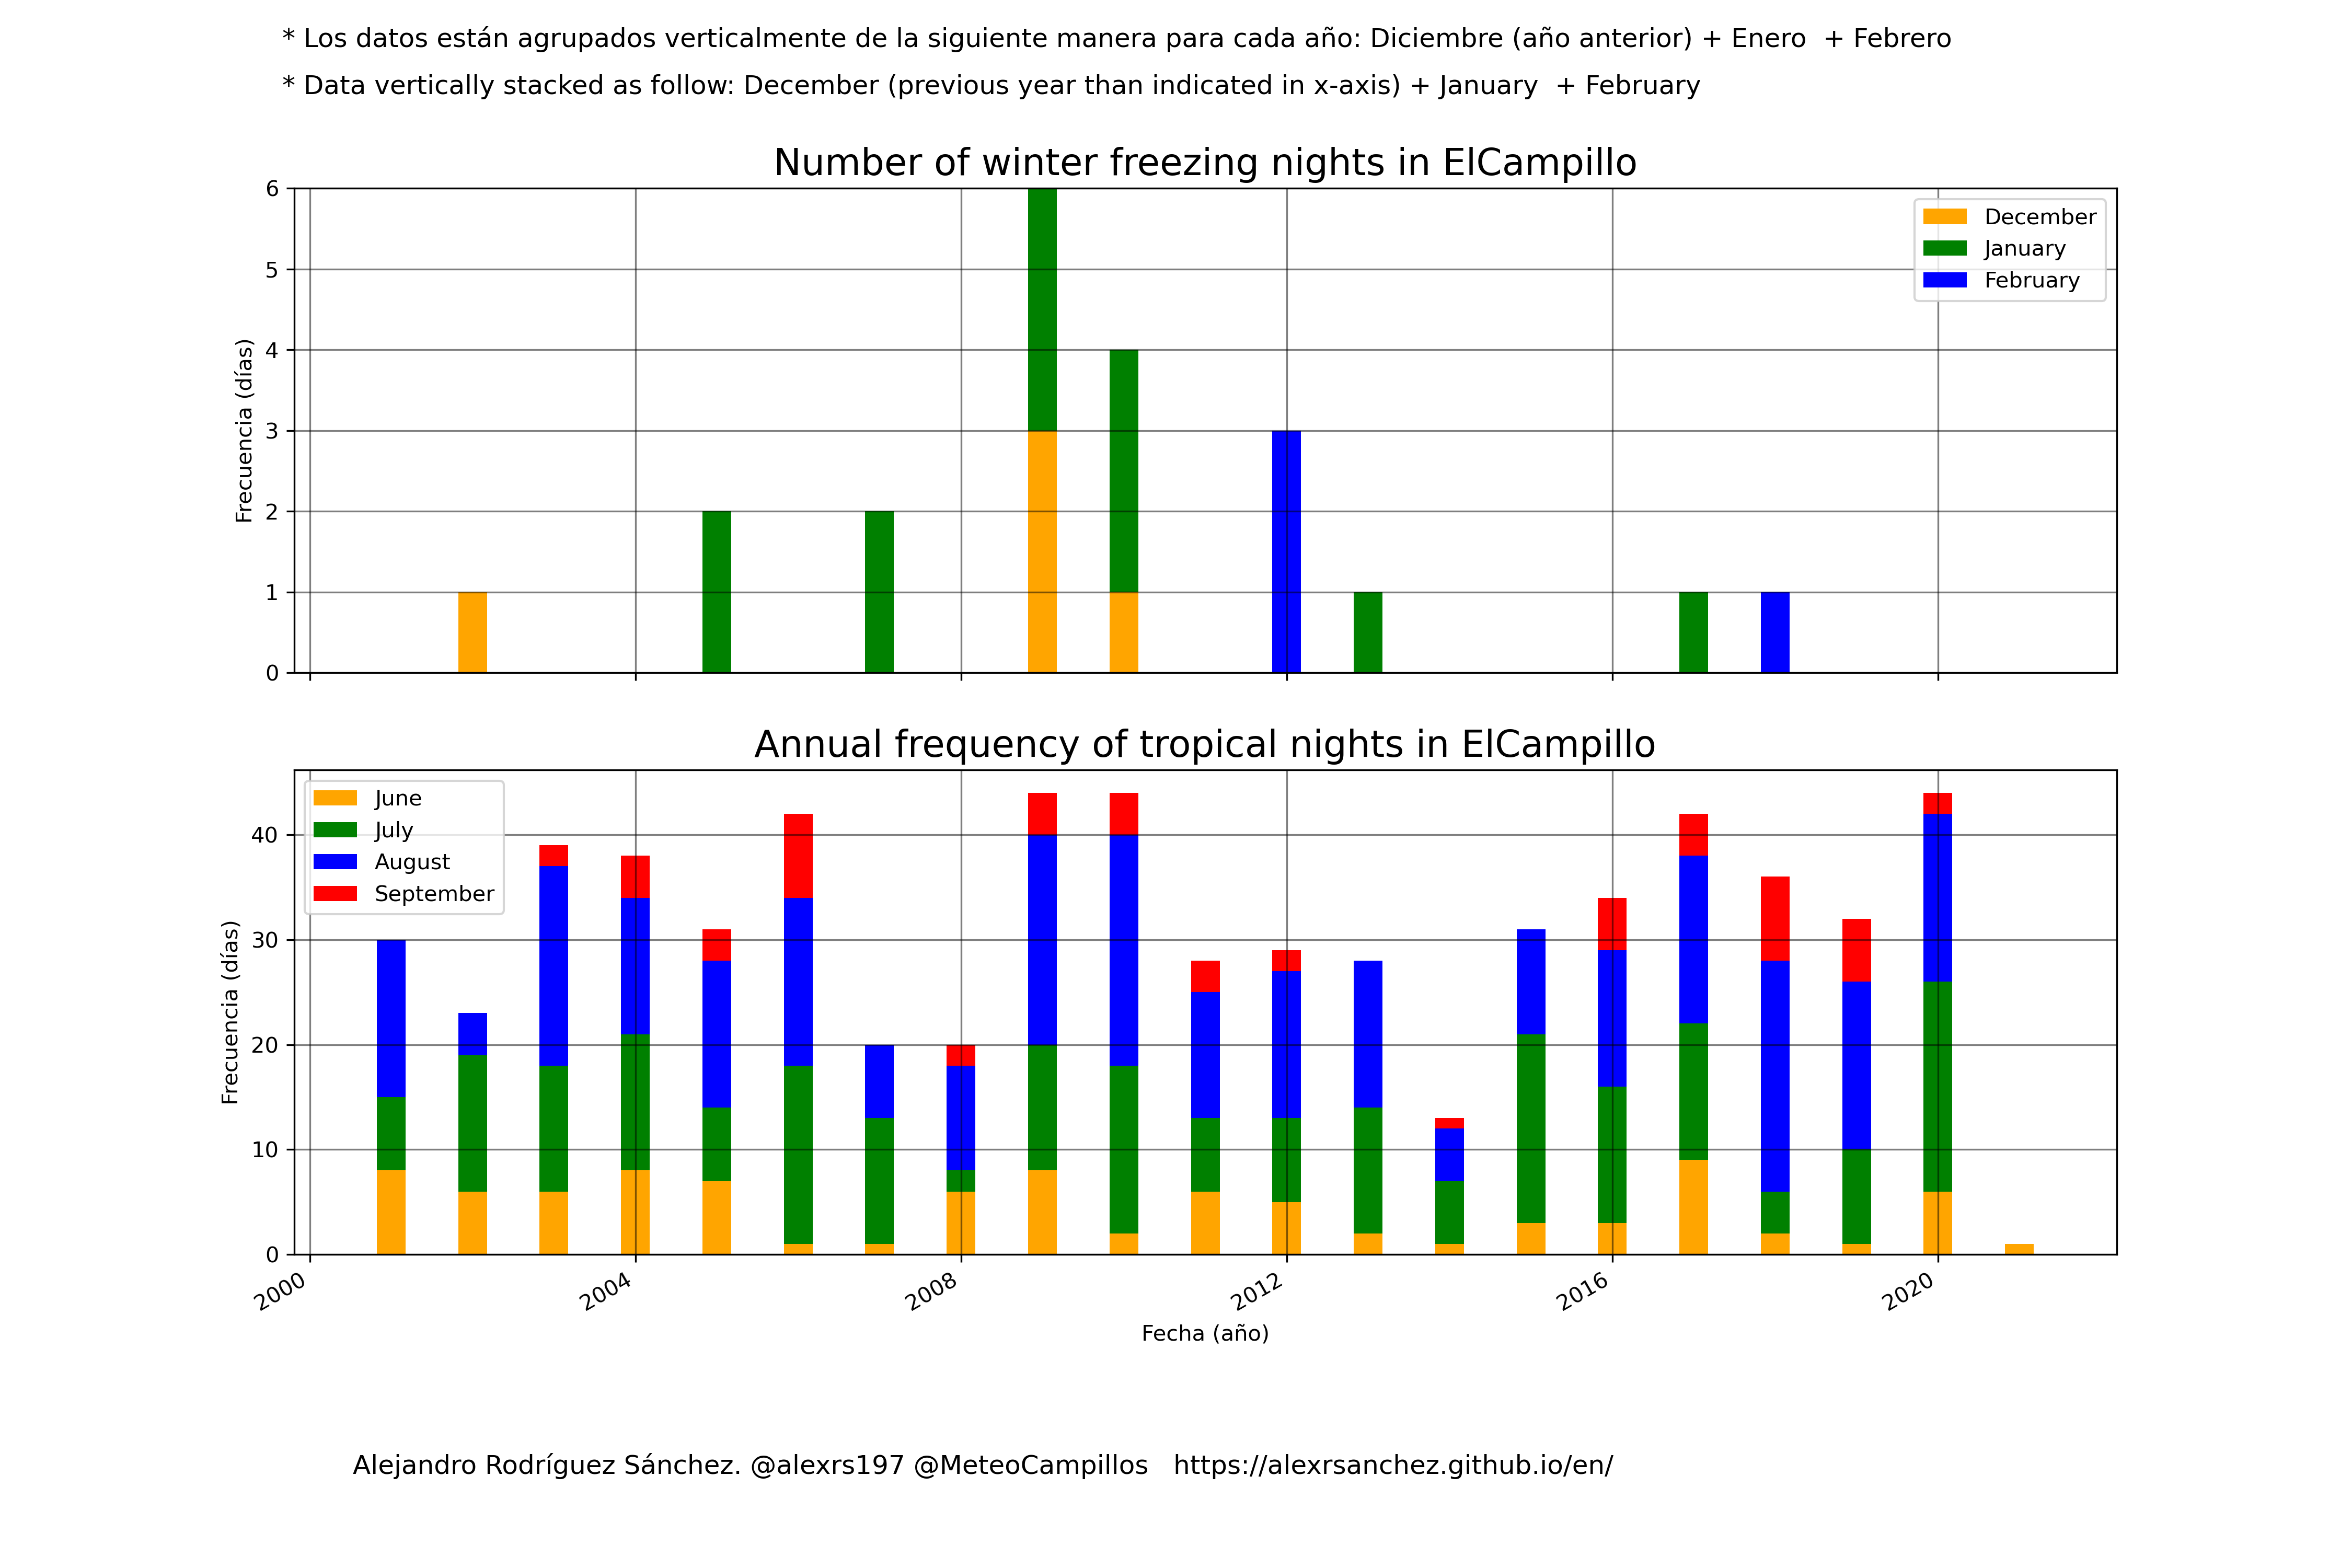 * Los datos están agrupados verticalmente de la siguiente manera para cada año: Diciembre (año anterior) + Enero  + Febrero
* Data vertically stacked as follow: December (previous year than indicated in x-axis) + January  + February
Number of winter freezing nights in ElCampillo
6
5
4
3
2
1
0
Frecuencia (días)
December
January
February
Annual frequency of tropical nights in ElCampillo
40
30
20
10
0
Frecuencia (días)
June
July
August
September
2000
2004
2008
2012
2016
2020
Fecha (año)
Alejandro Rodríguez Sánchez. @alexrs197 @MeteoCampillos   https://alexrsanchez.github.io/en/